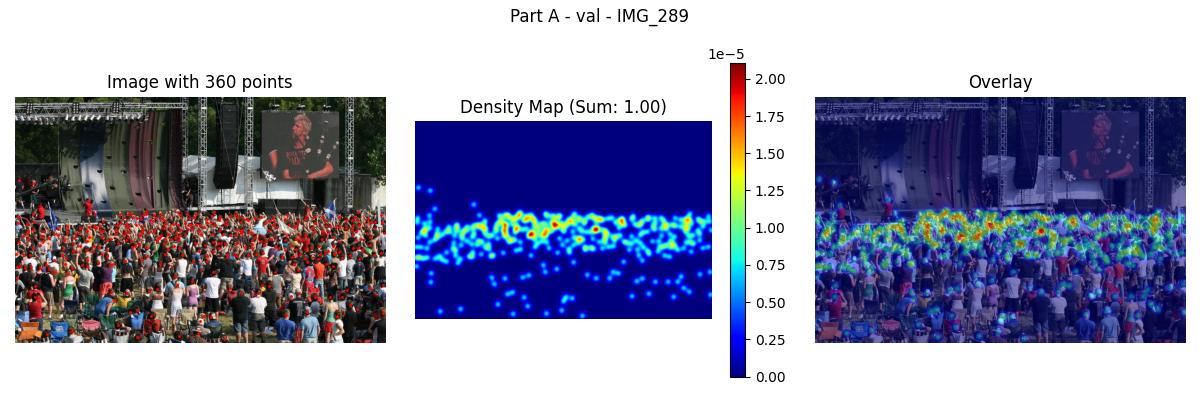 Part A - val - IMG_289
Image with 360 points
Density Map (Sum: 1.00)
1e−5
2.00
1.75
1.50
1.25
1.00
0.75
0.50
0.25
0.00
Overlay